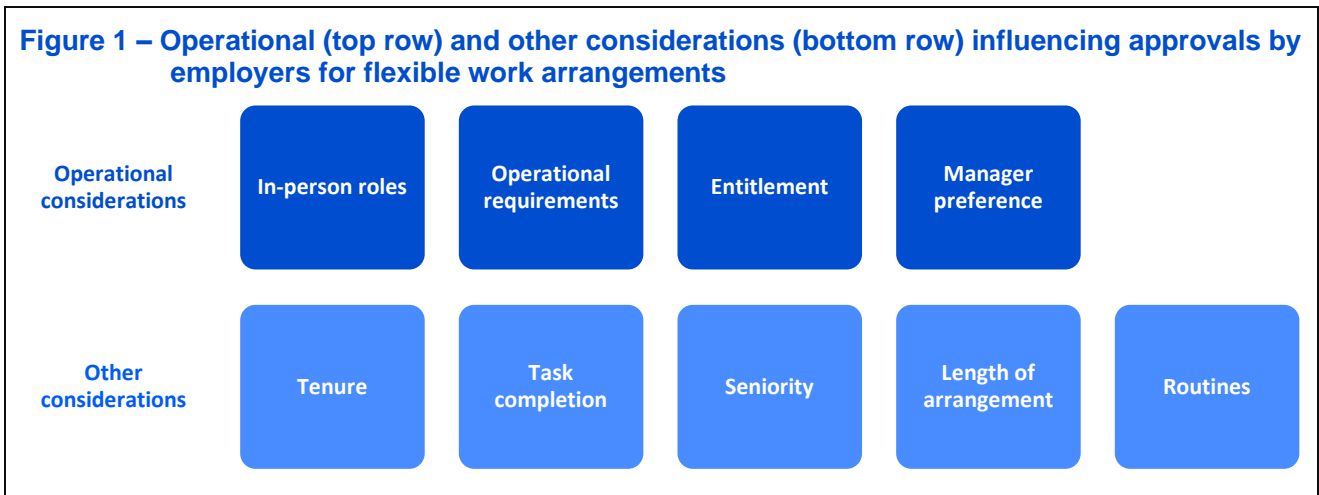 Figure 1 – Operational (top row) and other considerations (bottom row) influencing approvals by
employers for flexible work arrangements
Operational
considerations
In-person roles
Operational
requirements
Entitlement
Manager
preference
Other
considerations
Tenure
Task
completion
Seniority
Length of
arrangement
Routines